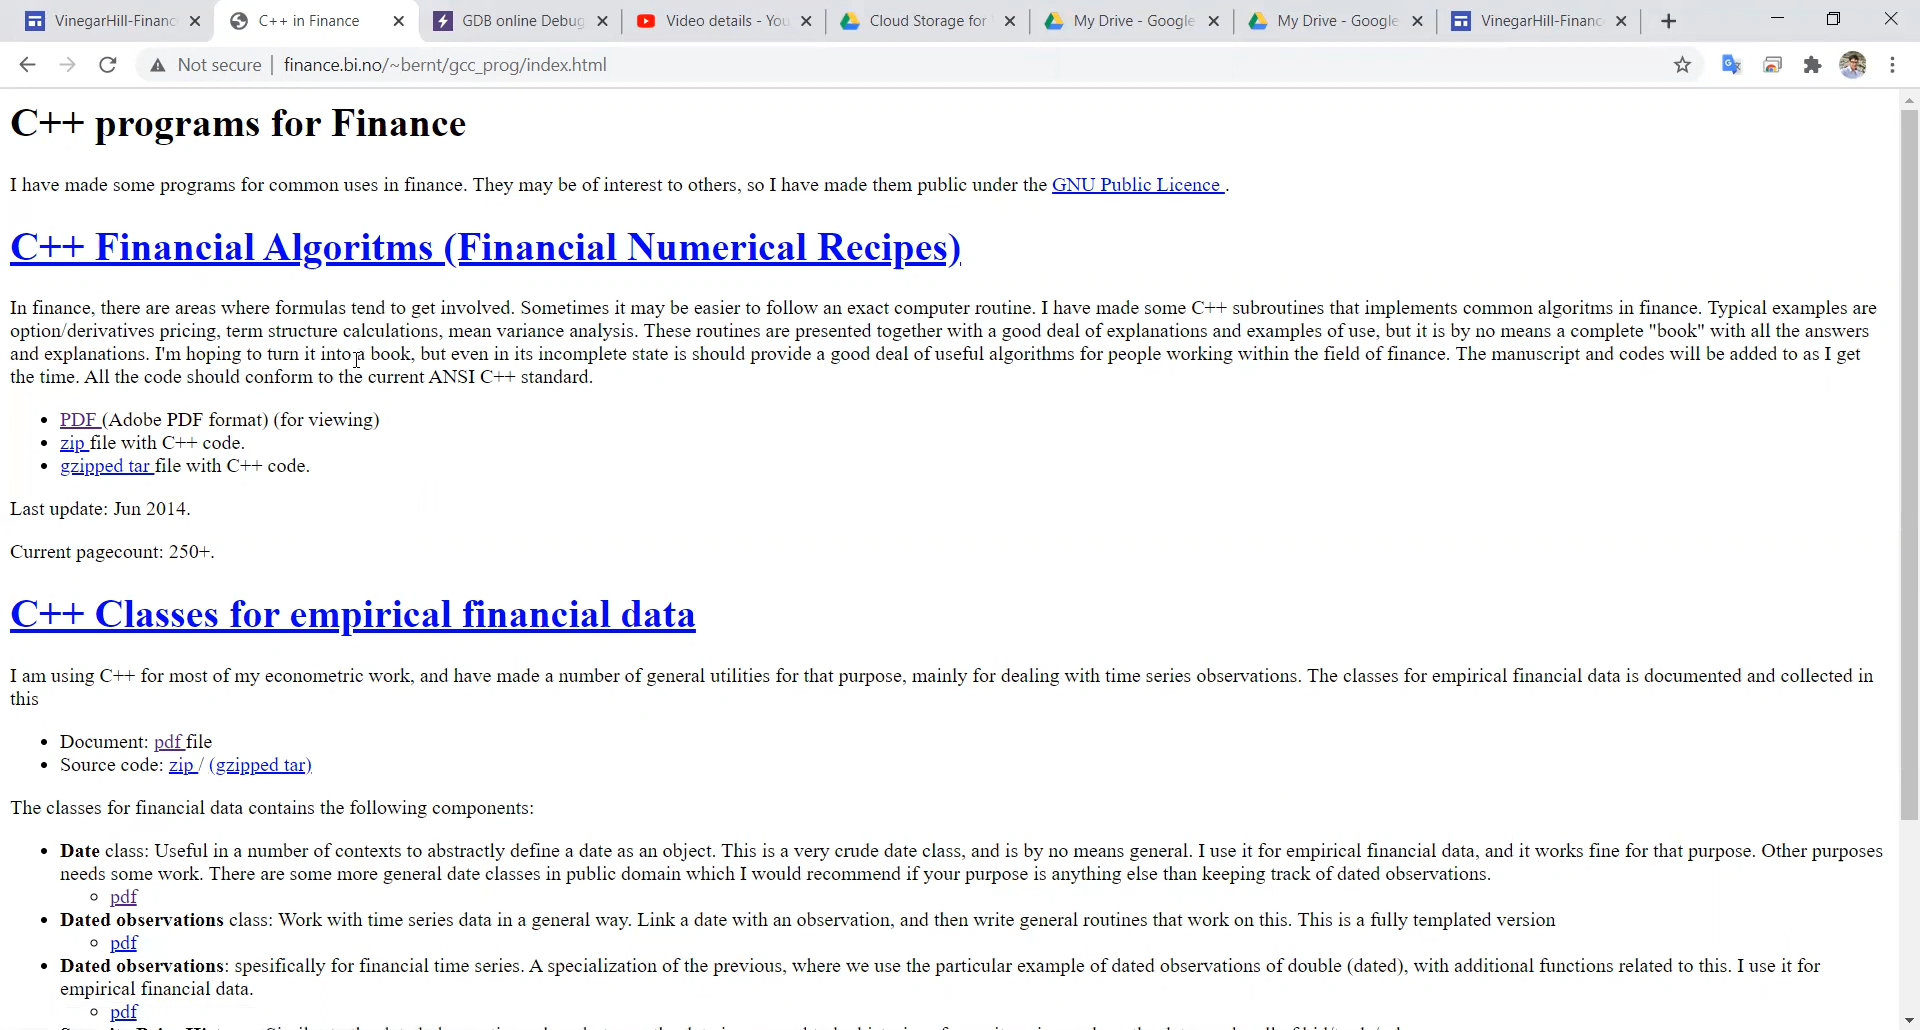 VinegarHill-Financ
C++ in Finance
GDB online Debug
Video details - You
Cloud Storage for
My Drive - Google
My Drive - Google
VinegarHill-Financ
Not secure | finance.bi.no/~bernt/gcc_prog/index.html
C++ programs for Finance
I have made some programs for common uses in finance. They may be of interest to others, so I have made them public under the GNU Public Licence .
C++ Financial Algoritms (Financial Numerical Recipes)
In finance, there are areas where formulas tend to get involved. Sometimes it may be easier to follow an exact computer routine. I have made some C++ subroutines that implements common algoritms in finance. Typical examples are
option/derivatives pricing, term structure calculations, mean variance analysis. These routines are presented together with a good deal of explanations and examples of use, but it is by no means a complete "book" with all the answers
and explanations. I'm hoping to turn it into a book, but even in its incomplete state is should provide a good deal of useful algorithms for people working within the field of finance. The manuscript and codes will be added to as I get
the time. All the code should conform to the current ANSI C++ standard.
• PDF (Adobe PDF format) (for viewing)
• zip file with C++ code.
• gzipped tar file with C++ code.
Last update: Jun 2014.
Current pagecount: 250+.
C++ Classes for empirical financial data
I am using C++ for most of my econometric work, and have made a number of general utilities for that purpose, mainly for dealing with time series observations. The classes for empirical financial data is documented and collected in
this
• Document: pdf file
• Source code: zip / (gzipped tar)
The classes for financial data contains the following components:
• Date class: Useful in a number of contexts to abstractly define a date as an object. This is a very crude date class, and is by no means general. I use it for empirical financial data, and it works fine for that purpose. Other purposes
needs some work. There are some more general date classes in public domain which I would recommend if your purpose is anything else than keeping track of dated observations.
○ pdf
• Dated observations class: Work with time series data in a general way. Link a date with an observation, and then write general routines that work on this. This is a fully templated version
○ pdf
• Dated observations: spesifically for financial time series. A specialization of the previous, where we use the particular example of dated observations of double (dated), with additional functions related to this. I use it for
empirical financial data.
○ pdf